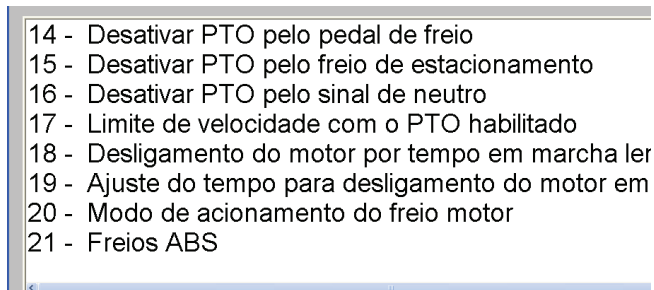 14 - Desativar PTO pelo pedal de freio
15 - Desativar PTO pelo freio de estacionamento
16 - Desativar PTO pelo sinal de neutro
17 - Limite de velocidade com o PTO habilitado
18 - Desligamento do motor por tempo em marcha
19 - Ajuste do tempo para desligamento do motor em
20 - Modo de acionamento do freio motor
21 - Freios ABS